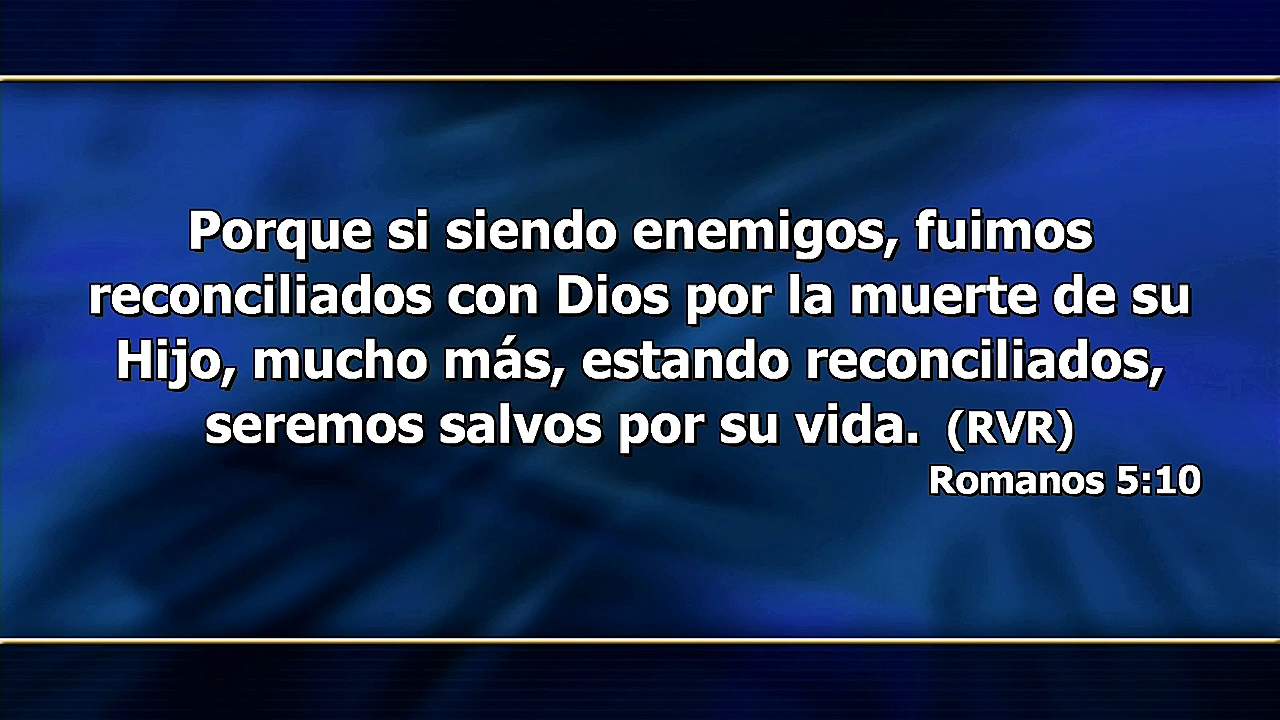 Porque si siendo enemigos, fuimos
reconciliados con Dios por la muerte de su
Hijo, mucho más, estando reconciliados,
seremos salvos por su vida. (RVR)
Romanos 5:10